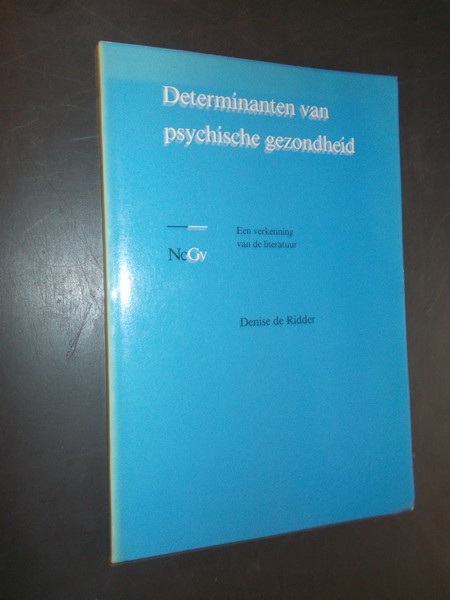 Determinanten van
psychische gezondheid
Een verkenning
van de literatuur
NcGv
Denise de Ridder